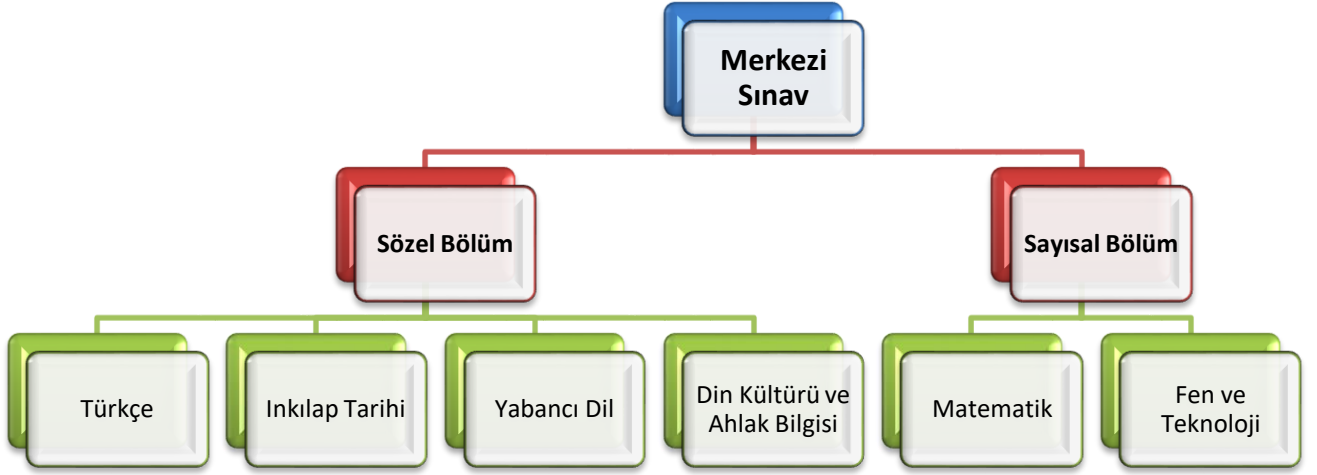 Merkezi
Sınav
Sözel Bölüm
Sayısal Bölüm
Türkçe
Inkılap Tarihi
Yabancı Dil
Din Kültürü ve
Ahlak Bilgisi
Matematik
Fen ve
Teknoloji